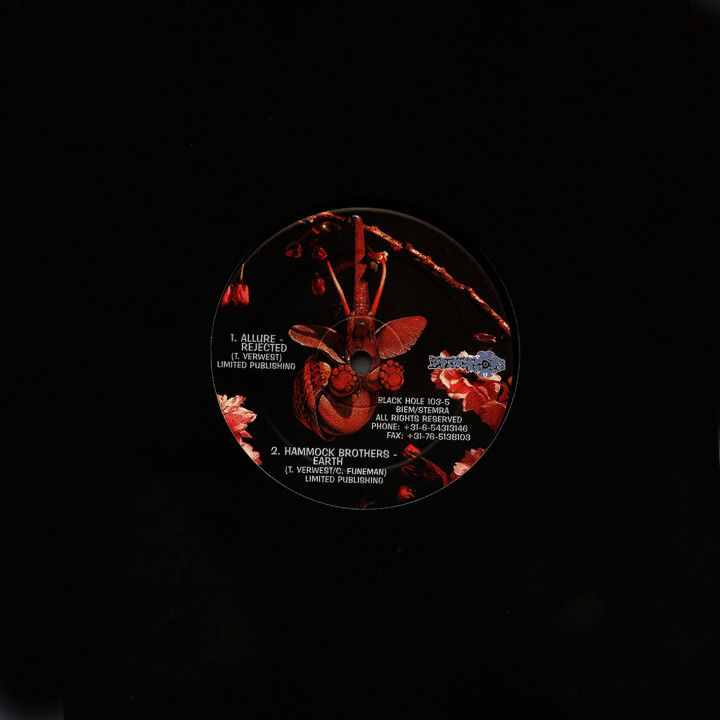 1. ALLURE -
REJECTED
(T. VERWEST)
LIMITED PUBLISHING
BLACK HOLE 103-5
BIEM/STEMRA
ALL RIGHTS RESERVED
PHONE: +31-6-54313146
FAX: +31-76-5138103
2. HAMMOCK BROTHERS -
EARTH
(T. VERWEST/C. FIJNEMAN)
LIMITED PUBLISHING